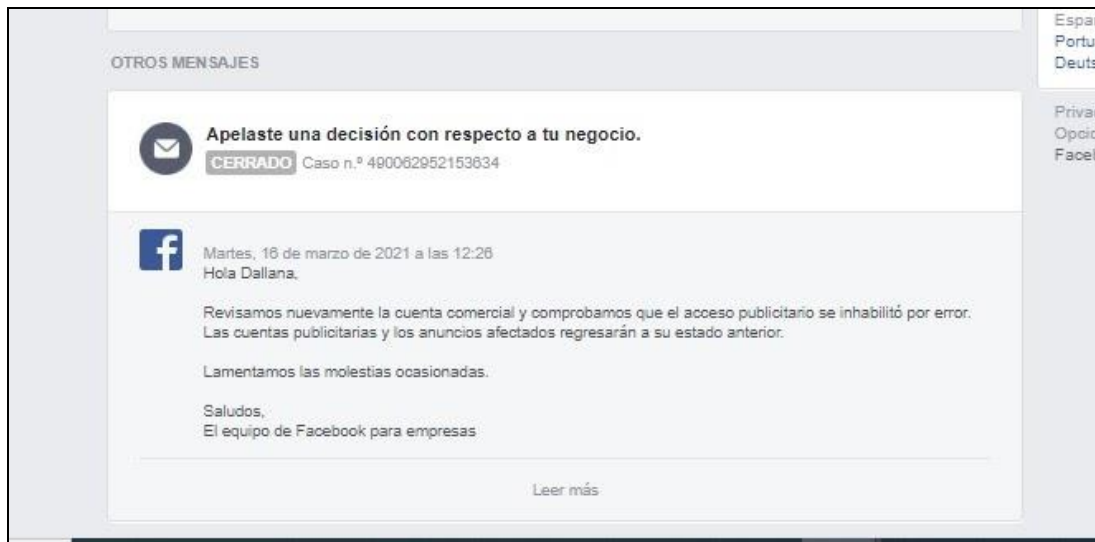 OTROS MENSAJES
Apelaste una decisión con respecto a tu negocio.
CERRADO Caso n.º 490062952153634
Martes, 16 de marzo de 2021 a las 12:26
Hola Dallana,
Revisamos nuevamente la cuenta comercial y comprobamos que el acceso publicitario se inhabilitó por error.
Las cuentas publicitarias y los anuncios afectados regresarán a su estado anterior.
Lamentamos las molestias ocasionadas.
Saludos,
El equipo de Facebook para empresas
Leer más